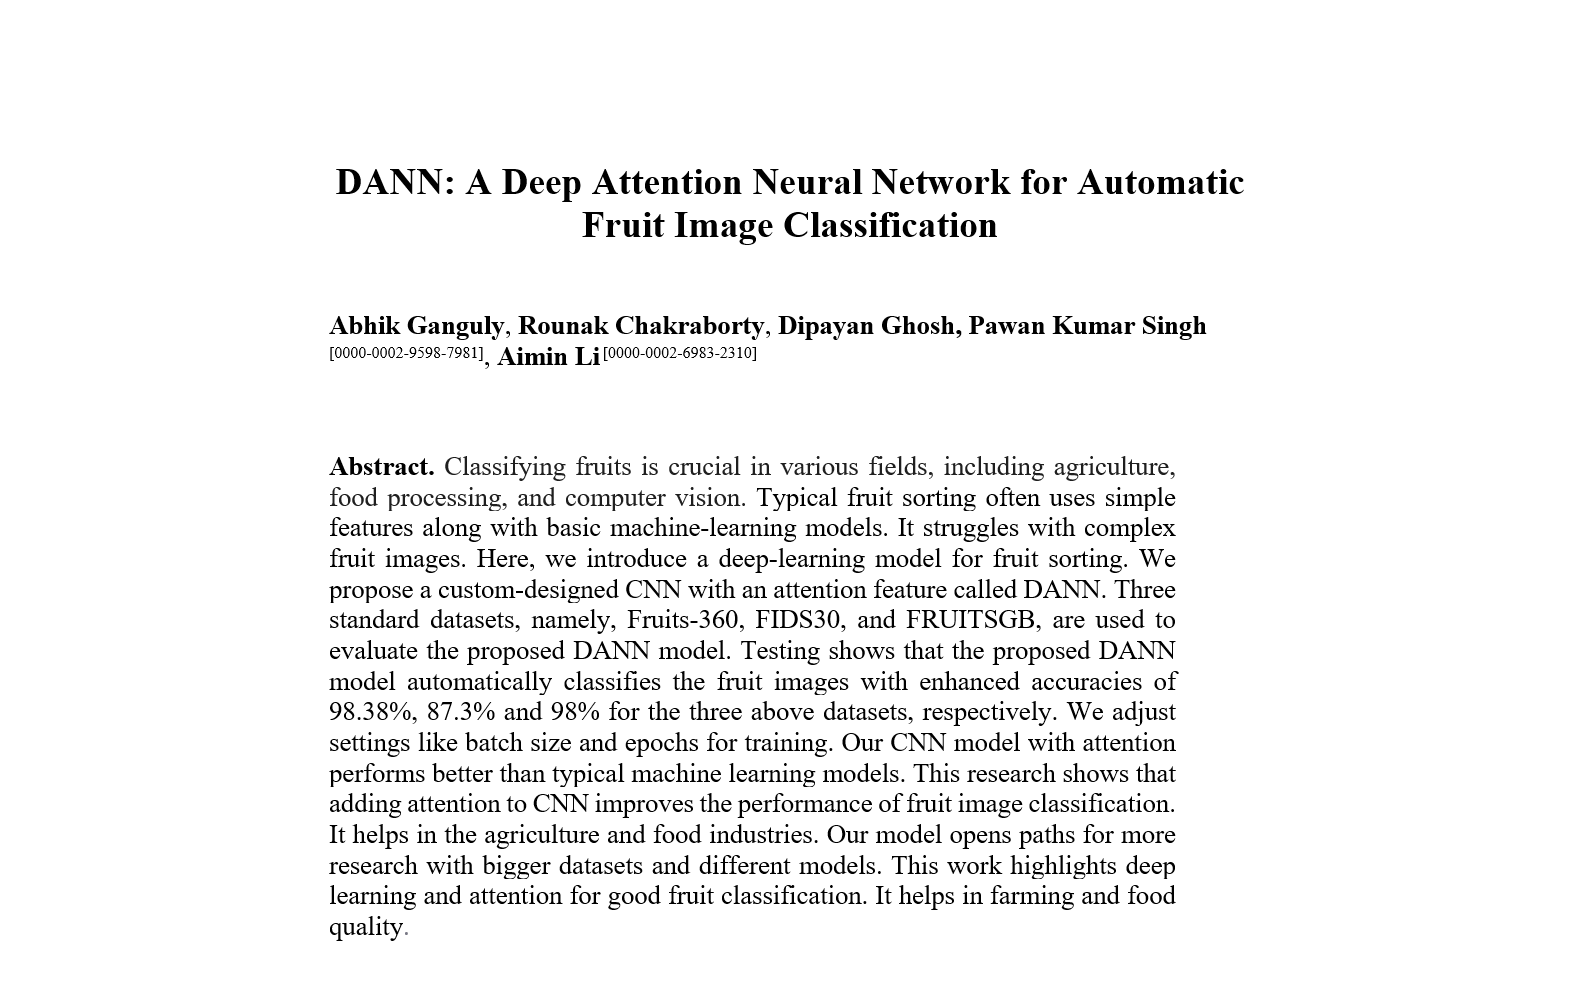 DANN: A Deep Attention Neural Network for Automatic
Fruit Image Classification
Abhik Ganguly, Rounak Chakraborty, Dipayan Ghosh, Pawan Kumar Singh
[0000-0002-9598-7981], Aimin Li[0000-0002-6983-2310]
Abstract. Classifying fruits is crucial in various fields, including agriculture,
food processing, and computer vision. Typical fruit sorting often uses simple
features along with basic machine-learning models. It struggles with complex
fruit images. Here, we introduce a deep-learning model for fruit sorting. We
propose a custom-designed CNN with an attention feature called DANN. Three
standard datasets, namely, Fruits-360, FIDS30, and FRUITSGB, are used to
evaluate the proposed DANN model. Testing shows that the proposed DANN
model automatically classifies the fruit images with enhanced accuracies of
98.38%, 87.3% and 98% for the three above datasets, respectively. We adjust
settings like batch size and epochs for training. Our CNN model with attention
performs better than typical machine learning models. This research shows that
adding attention to CNN improves the performance of fruit image classification.
It helps in the agriculture and food industries. Our model opens paths for more
research with bigger datasets and different models. This work highlights deep
learning and attention for good fruit classification. It helps in farming and food
quality.